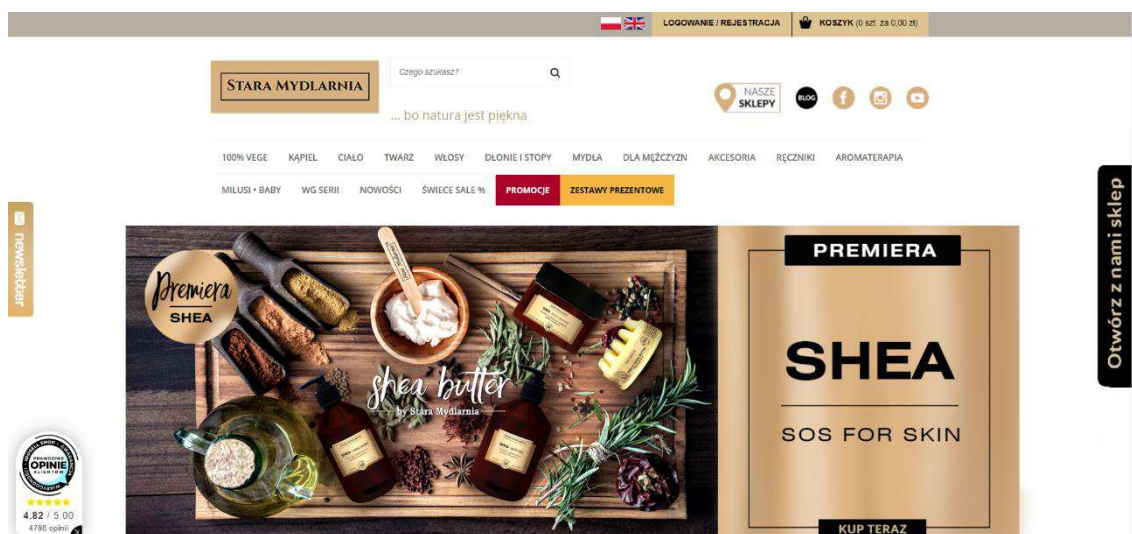 LOGOWANIE / REJESTRACJA
KOSZYK (0 szt. za 0,00 zł)
STARA MYDLARNIA
Czego szukasz?
... bo natura jest piękna
NASZE
SKLEPY
BLOG
100% VEGE KĄPIEL CIAŁO TWARZ WŁOSY DŁONIE I STOPY MYDŁA DLA MĘŻCZYZN AKCESORIA RĘCZNIKI AROMATERAPIA
MILUSI • BABY WG SERII NOWOŚCI ŚWIECE SALE % PROMOCJE ZESTAWY PREZENTOWE
newsletter
Otwórz z nami sklep
Premiera
SHEA
shea butter
by Stara Mydlarnia
PREMIERA
SHEA
SOS FOR SKIN
KUP TERAZ
PRAWDZIWE
OPINIE
KLIENTÓW
4.82 / 5.00
4798 opinii